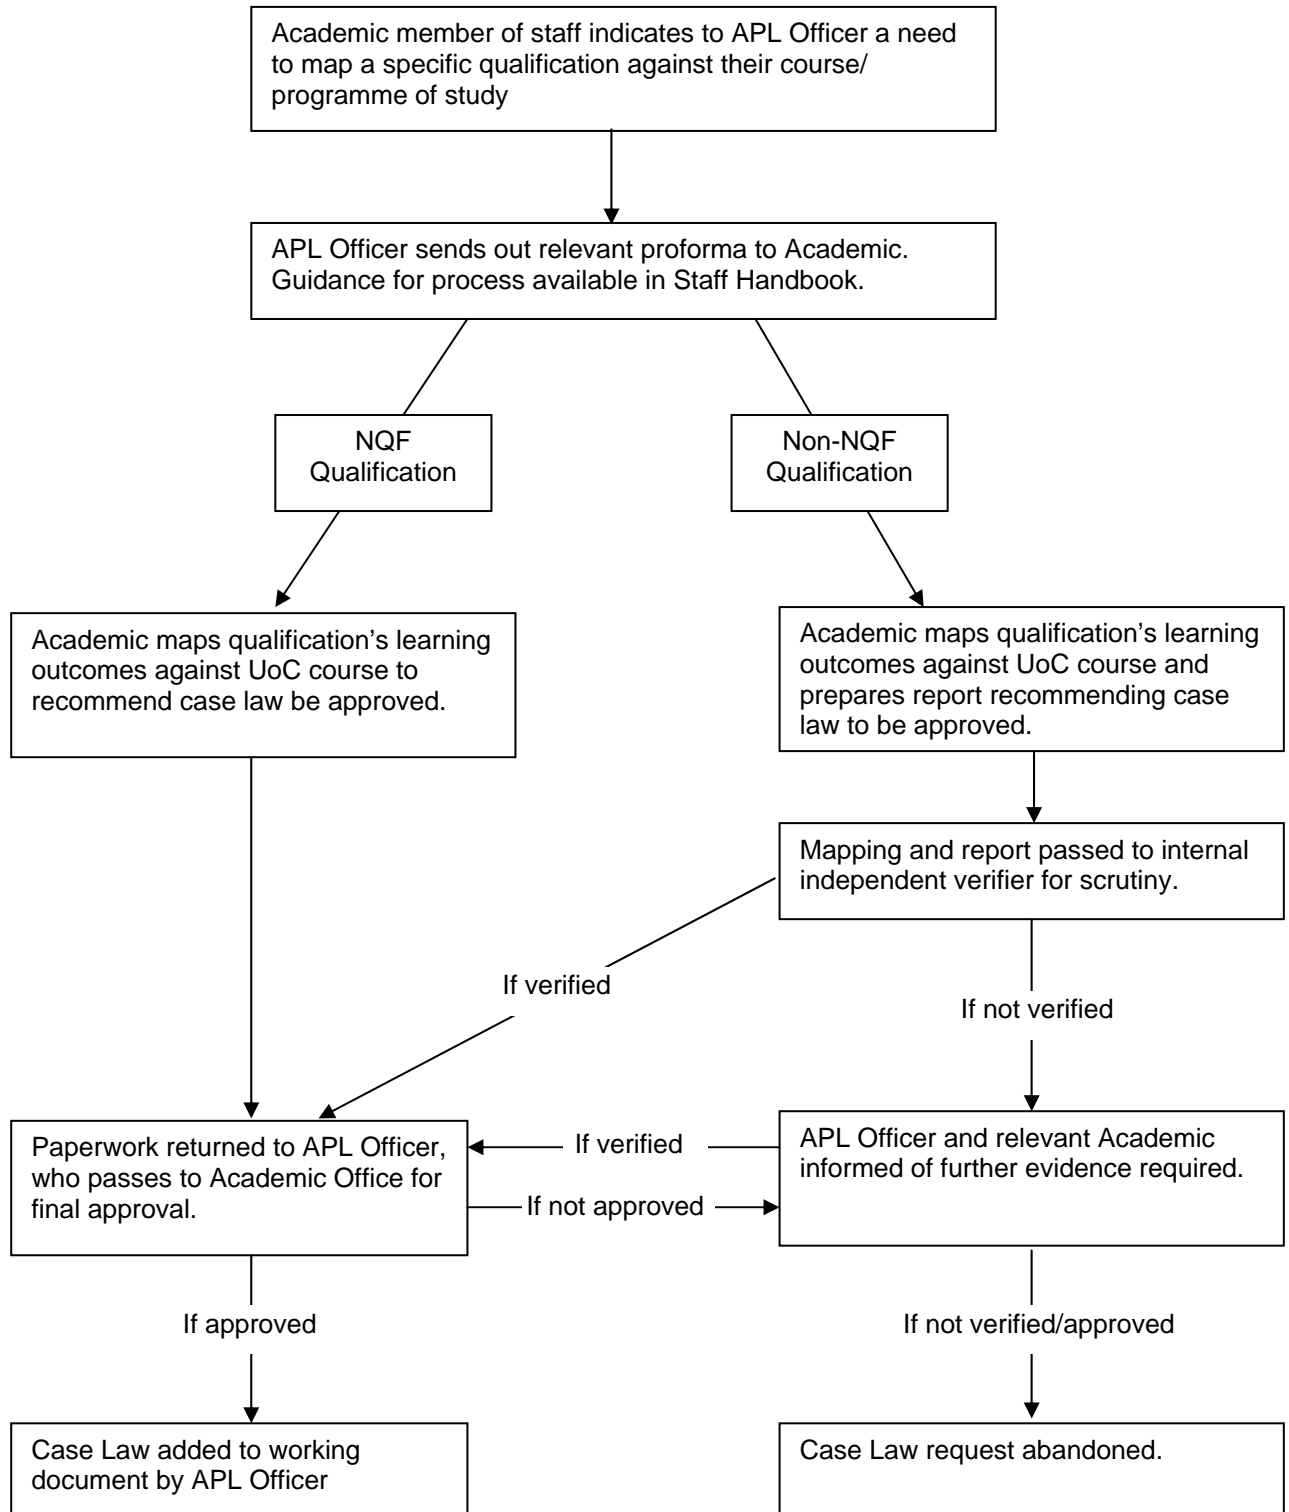 Academic member of staff indicates to APL Officer a need
to map a specific qualification against their course/
programme of study
APL Officer sends out relevant proforma to Academic.
Guidance for process available in Staff Handbook.
NQF
Qualification
Non-NQF
Qualification
Academic maps qualification’s learning
outcomes against UoC course to
recommend case law be approved.
Academic maps qualification’s learning
outcomes against UoC course and
prepares report recommending case
law to be approved.
Mapping and report passed to internal
independent verifier for scrutiny.
If verified
If not verified
Paperwork returned to APL Officer,
who passes to Academic Office for
final approval.
If verified
If not approved
APL Officer and relevant Academic
informed of further evidence required.
If approved
If not verified/approved
Case Law added to working
document by APL Officer
Case Law request abandoned.